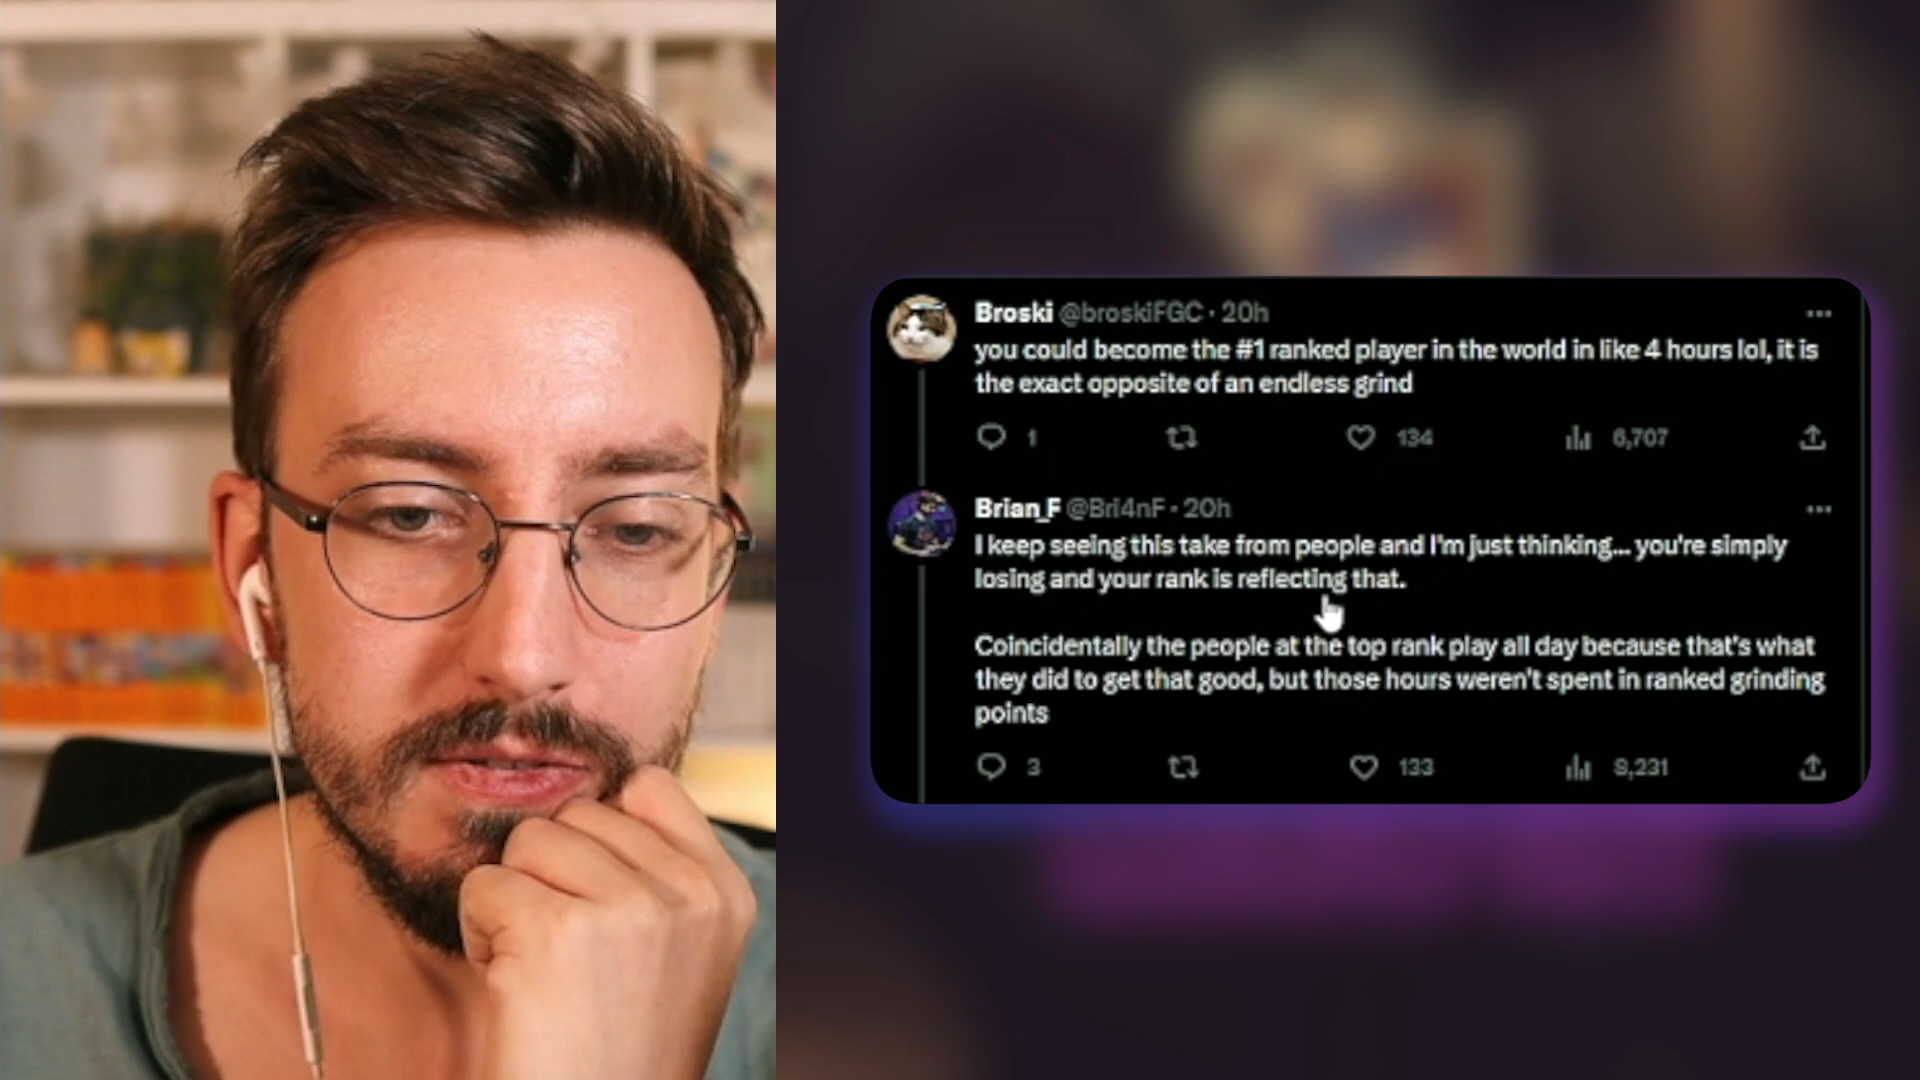 Broski @broskiFGC · 20h
you could become the #1 ranked player in the world in like 4 hours lol, it is
the exact opposite of an endless grind
1 134 6,707
Brian_F @Bri4nF · 20h
I keep seeing this take from people and I'm just thinking... you're simply
losing and your rank is reflecting that.
Coincidentally the people at the top rank play all day because that's what
they did to get that good, but those hours weren't spent in ranked grinding
points
3 133 9,231